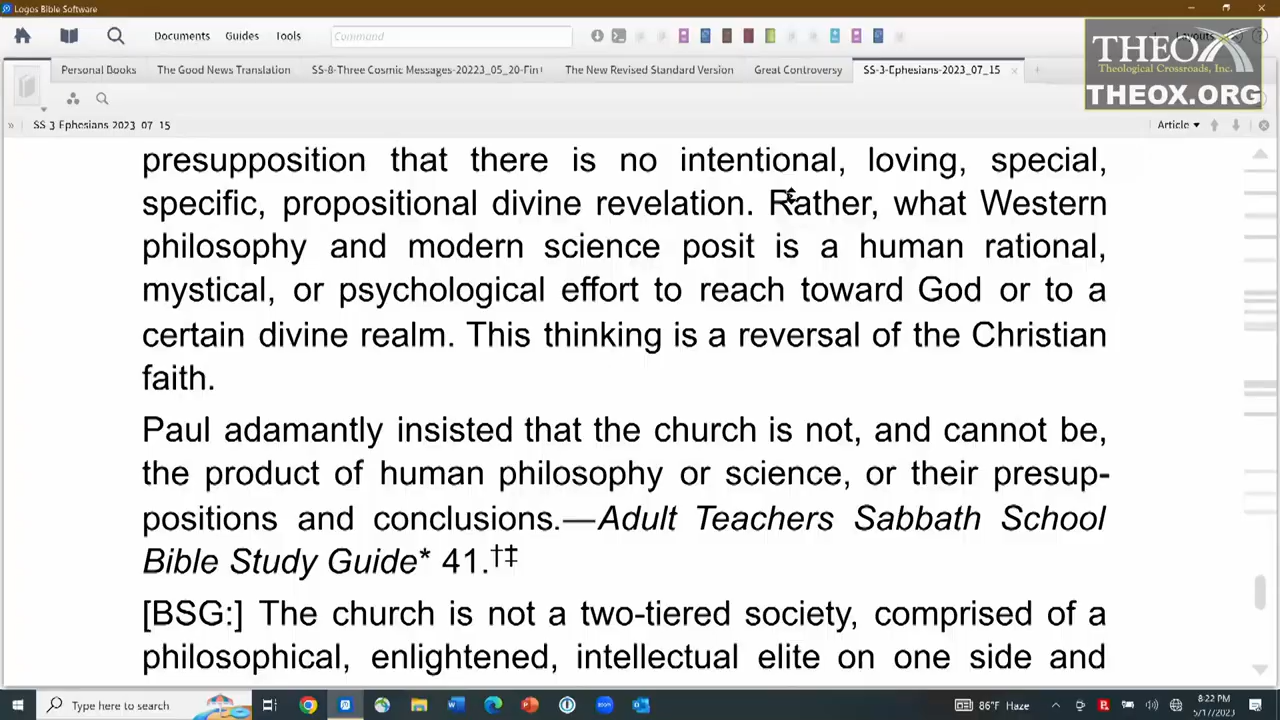 Logos Bible Software
Documents Guides Tools Command Layouts
THEOX
Theological Crossroads, Inc.
THEOX.ORG
Personal Books The Good News Translation The New Revised Standard Version Great Controversy SS-3-Ephesians-2023_07_15
SS 3 Ephesians 2023 07 15 Article
presupposition that there is no intentional, loving, special,
specific, propositional divine revelation. Rather, what Western
philosophy and modern science posit is a human rational,
mystical, or psychological effort to reach toward God or to a
certain divine realm. This thinking is a reversal of the Christian
faith.
Paul adamantly insisted that the church is not, and cannot be,
the product of human philosophy or science, or their presup-
positions and conclusions.—Adult Teachers Sabbath School
Bible Study Guide* 41.†‡
[BSG:] The church is not a two-tiered society, comprised of a
philosophical, enlightened, intellectual elite on one side and
Type here to search
86°F Haze
8:22 PM
5/17/2023